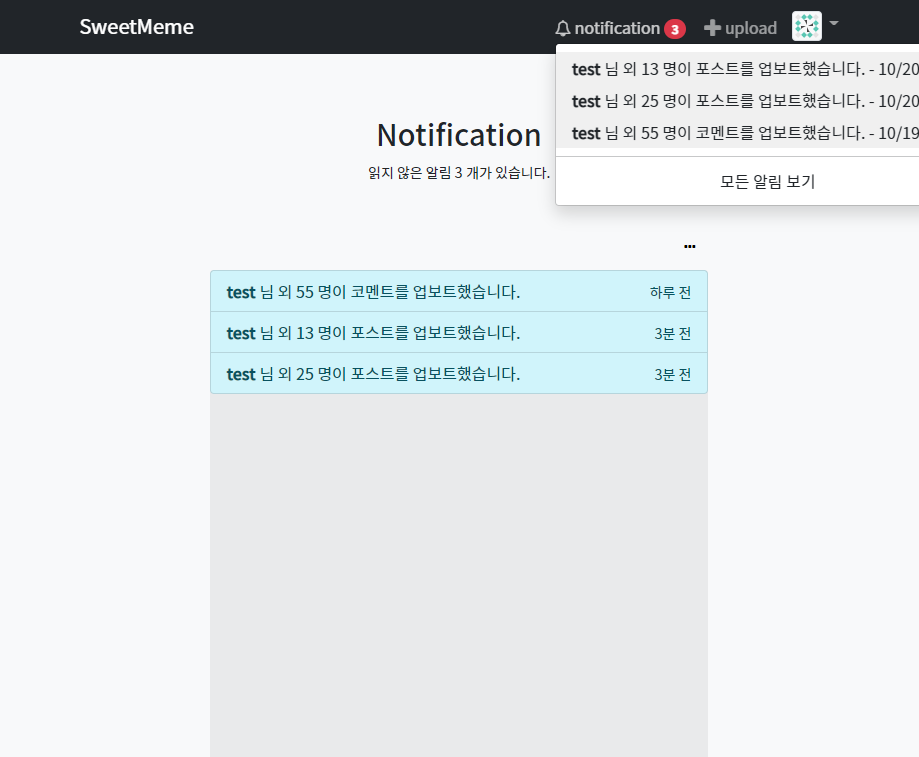 SweetMeme
notification 3
upload
test 님 외 13 명이 포스트를 업보트했습니다. - 10/20
test 님 외 25 명이 포스트를 업보트했습니다. - 10/20
test 님 외 55 명이 코멘트를 업보트했습니다. - 10/19
모든 알림 보기
Notification
읽지 않은 알림 3 개가 있습니다.
...
test 님 외 55 명이 코멘트를 업보트했습니다. 하루 전
test 님 외 13 명이 포스트를 업보트했습니다. 3분 전
test 님 외 25 명이 포스트를 업보트했습니다. 3분 전